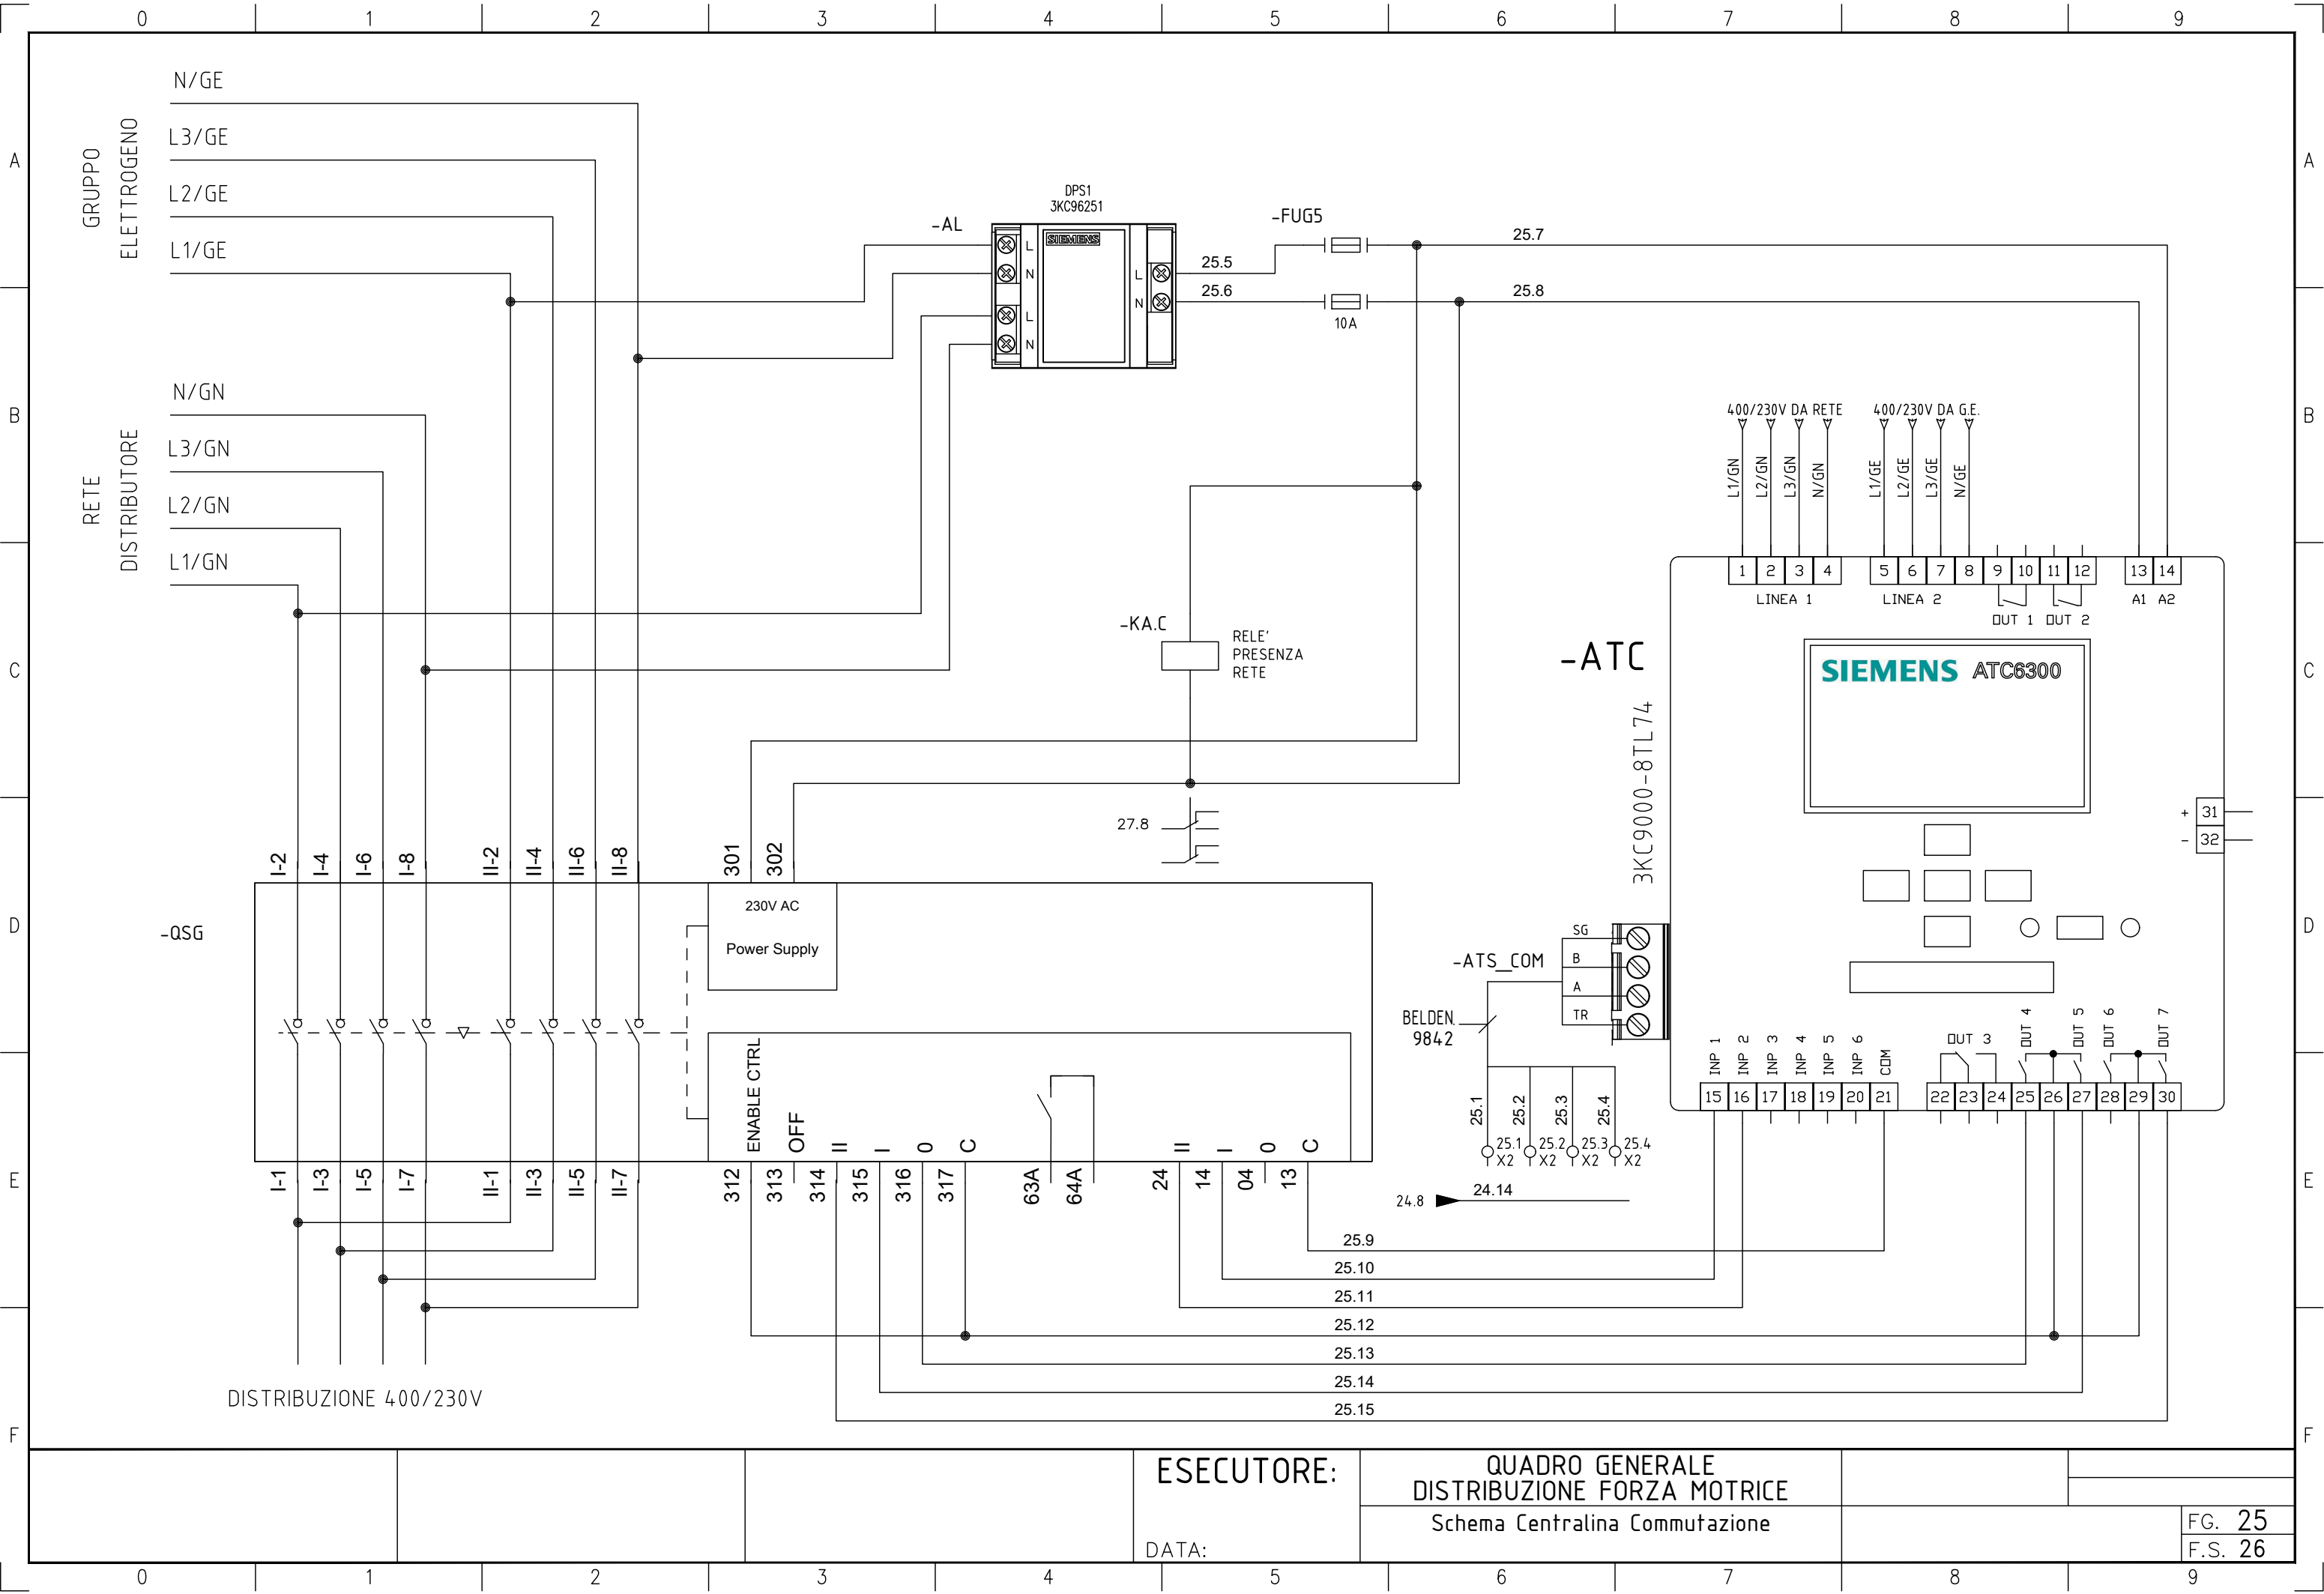 0 1 2 3 4 5 6 7 8 9
A A
B B
C C
D D
E E
F F
GRUPPO
ELETTROGENO
N/GE
L3/GE
L2/GE
L1/GE
RETE
DISTRIBUTORE
N/GN
L3/GN
L2/GN
L1/GN
DPS1
3KC96251
-AL
SIEMENS
L
N
L
N
L
N
-FUG5
25.5
25.6
10A
25.7
25.8
-KA.C
RELE'
PRESENZA
RETE
27.8
400/230V DA RETE
400/230V DA G.E.
L1/GN L2/GN L3/GN N/GN
L1/GE L2/GE L3/GE N/GE
1 2 3 4 5 6 7 8 9 10 11 12 13 14
LINEA 1 LINEA 2 A1 A2
OUT 1 OUT 2
-ATC
3KC9000-8TL74
SIEMENS ATC6300
+ 31
- 32
-ATS_COM
SG
B
A
TR
BELDEN
9842
25.1 25.2 25.3 25.4
25.1 25.2 25.3 25.4
X2 X2 X2 X2
24.8 24.14
INP 1 INP 2 INP 3 INP 4 INP 5 INP 6 COM
OUT 3 OUT 4 OUT 5 OUT 6 OUT 7
15 16 17 18 19 20 21 22 23 24 25 26 27 28 29 30
-QSG
I-2 I-4 I-6 I-8 II-2 II-4 II-6 II-8 301 302
230V AC
Power Supply
ENABLE CTRL OFF II I 0 C II I 0 C
I-1 I-3 I-5 I-7 II-1 II-3 II-5 II-7 312 313 314 315 316 317 63A 64A 24 14 04 13
25.9
25.10
25.11
25.12
25.13
25.14
25.15
DISTRIBUZIONE 400/230V
ESECUTORE:
DATA:
QUADRO GENERALE
DISTRIBUZIONE FORZA MOTRICE
Schema Centralina Commutazione
FG. 25
F.S. 26
0 1 2 3 4 5 6 7 8 9